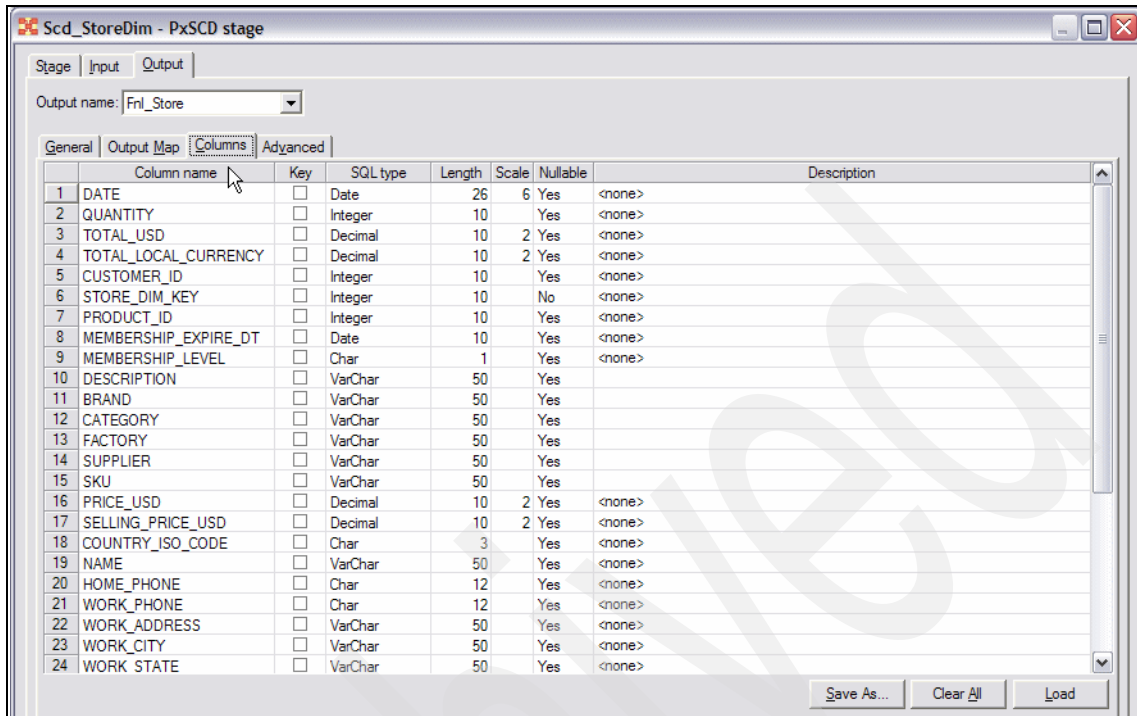 Scd_StoreDim - PxSCD stage
Stage Input Output
Output name: Fnl_Store
General Output Map Columns Advanced
Column name Key SQL type Length Scale Nullable Description
1 DATE Date 26 6 Yes <none>
2 QUANTITY Integer 10 Yes <none>
3 TOTAL_USD Decimal 10 2 Yes <none>
4 TOTAL_LOCAL_CURRENCY Decimal 10 2 Yes <none>
5 CUSTOMER_ID Integer 10 Yes <none>
6 STORE_DIM_KEY Integer 10 No <none>
7 PRODUCT_ID Integer 10 Yes <none>
8 MEMBERSHIP_EXPIRE_DT Date 10 Yes <none>
9 MEMBERSHIP_LEVEL Char 1 Yes <none>
10 DESCRIPTION VarChar 50 Yes
11 BRAND VarChar 50 Yes
12 CATEGORY VarChar 50 Yes
13 FACTORY VarChar 50 Yes
14 SUPPLIER VarChar 50 Yes
15 SKU VarChar 50 Yes
16 PRICE_USD Decimal 10 2 Yes <none>
17 SELLING_PRICE_USD Decimal 10 2 Yes <none>
18 COUNTRY_ISO_CODE Char 3 Yes <none>
19 NAME VarChar 50 Yes <none>
20 HOME_PHONE Char 12 Yes <none>
21 WORK_PHONE Char 12 Yes <none>
22 WORK_ADDRESS VarChar 50 Yes <none>
23 WORK_CITY VarChar 50 Yes <none>
24 WORK_STATE VarChar 50 Yes <none>
Save As... Clear All Load